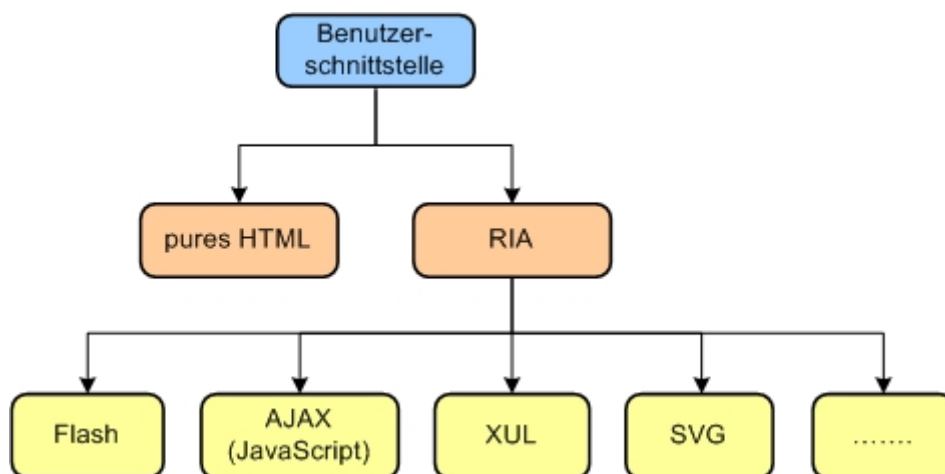 Benutzer-
schnittstelle
pures HTML
RIA
Flash
AJAX
(JavaScript)
XUL
SVG
.......